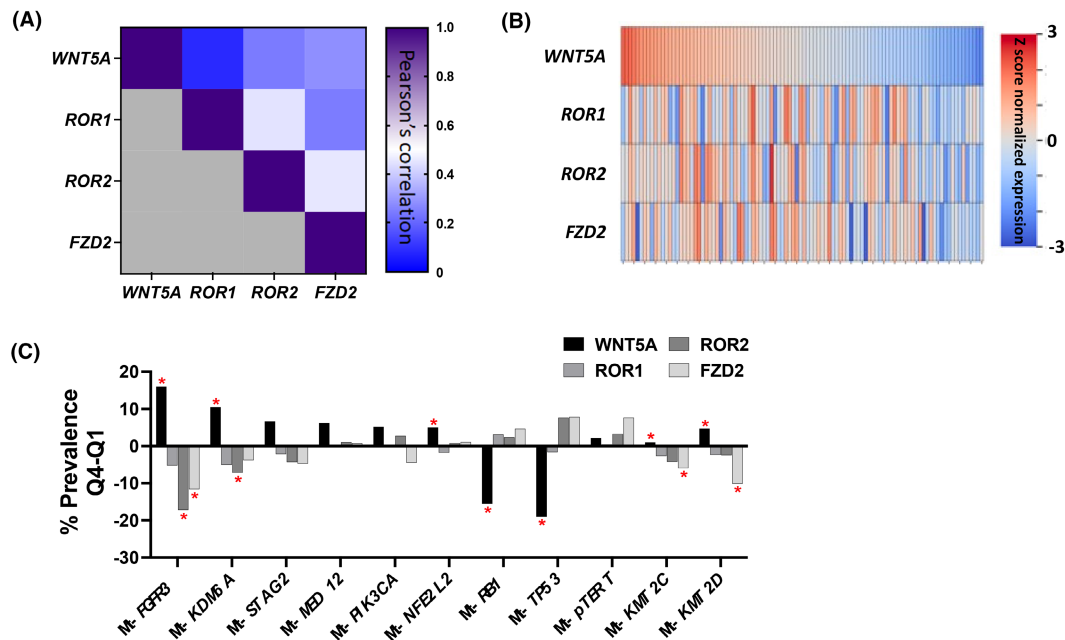 (A)
WNT5A
ROR1
ROR2
FZD2
WNT5A ROR1 ROR2 FZD2
1.0
0.8
0.6
0.4
0.2
0
Pearson's correlation
(B)
WNT5A
ROR1
ROR2
FZD2
3
0
-3
Z score normalized expression
(C)
WNT5A ROR2
ROR1 FZD2
% Prevalence
Q4-Q1
20
10
0
-10
-20
-30
* * * * * * * * * * * *
Mt- FGFR3
Mt- KDM6 A
Mt- ST AG2
Mt- MED 12
Mt- PI K3CA
Mt- NFE2 L2
Mt- RB1
Mt- TP5 3
Mt- pTER T
Mt- KMT 2C
Mt- KMT 2D